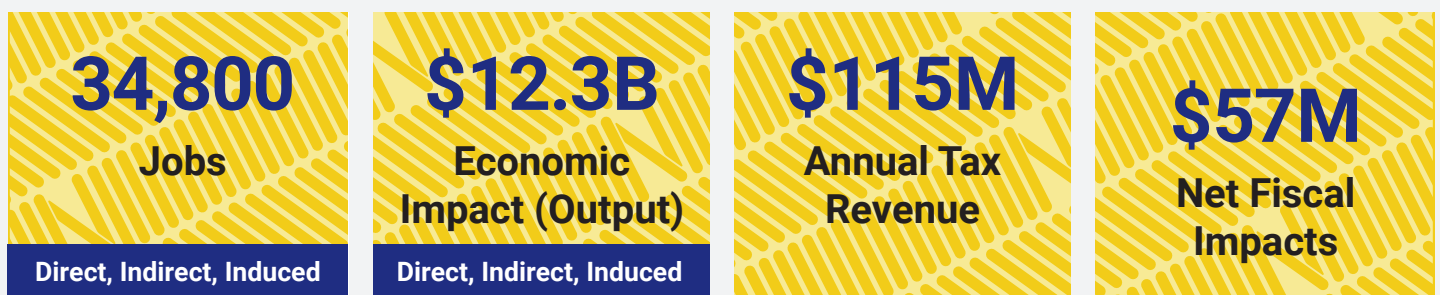 34,800
Jobs
Direct, Indirect, Induced
$12.3B
Economic
Impact (Output)
Direct, Indirect, Induced
$115M
Annual Tax
Revenue
$57M
Net Fiscal
Impacts